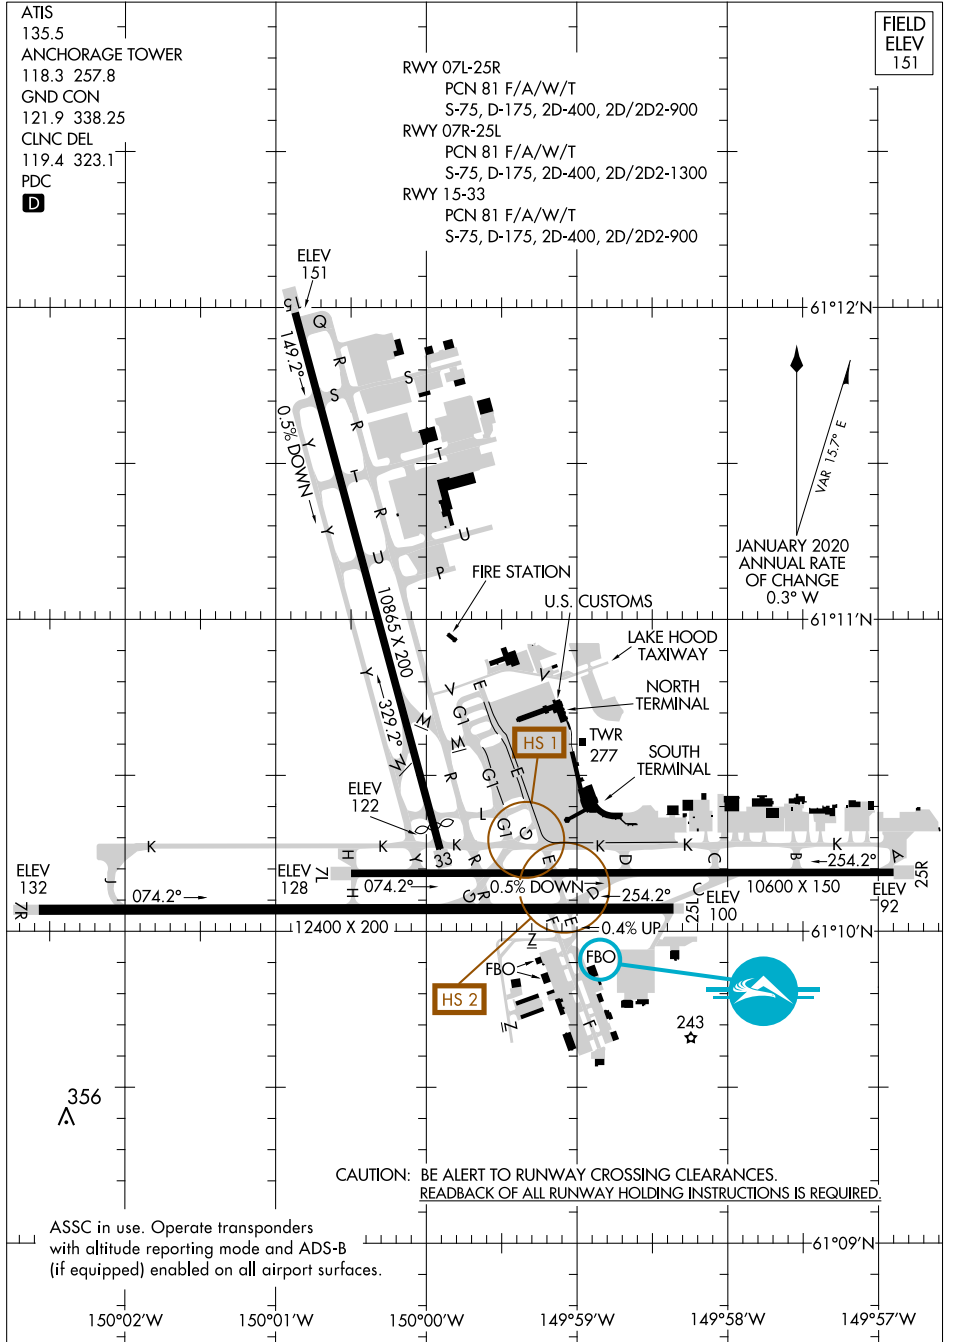 ATIS
135.5
ANCHORAGE TOWER
118.3 257.8
GND CON
121.9 338.25
CLNC DEL
119.4 323.1
PDC
D
RWY 07L-25R
PCN 81 F/A/W/T
S-75, D-175, 2D-400, 2D/2D2-900
RWY 07R-25L
PCN 81 F/A/W/T
S-75, D-175, 2D-400, 2D/2D2-1300
RWY 15-33
PCN 81 F/A/W/T
S-75, D-175, 2D-400, 2D/2D2-900
FIELD
ELEV
151
ELEV
151
15
61°12'N
Q
149.2°
R
S
S
0.5% DOWN
Y
R
T
T
R
Y
U
U
P
VAR 15.7° E
JANUARY 2020
ANNUAL RATE
OF CHANGE
0.3° W
FIRE STATION
U.S. CUSTOMS
10865 X 200
61°11'N
LAKE HOOD
TAXIWAY
Y
V
E
V
NORTH
TERMINAL
329.2°
M
G1
M
HS 1
TWR
277
W
R
G1
E
SOUTH
TERMINAL
ELEV
122
L
G1
G
K
H
K
Y
K
33
R
E
K
D
K
C
B
K
A
254.2°
ELEV
132
J
ELEV
128
7L
H
074.2°
0.5% DOWN
10600 X 150
25R
ELEV
92
7R
074.2°
G
R
D
254.2°
25L
C
ELEV
100
12400 X 200
F
E
0.4% UP
61°10'N
Z
FBO
FBO
HS 2
Z
F
243
356
CAUTION: BE ALERT TO RUNWAY CROSSING CLEARANCES.
READBACK OF ALL RUNWAY HOLDING INSTRUCTIONS IS REQUIRED.
ASSC in use. Operate transponders
with altitude reporting mode and ADS-B
(if equipped) enabled on all airport surfaces.
61°09'N
150°02'W
150°01'W
150°00'W
149°59'W
149°58'W
149°57'W